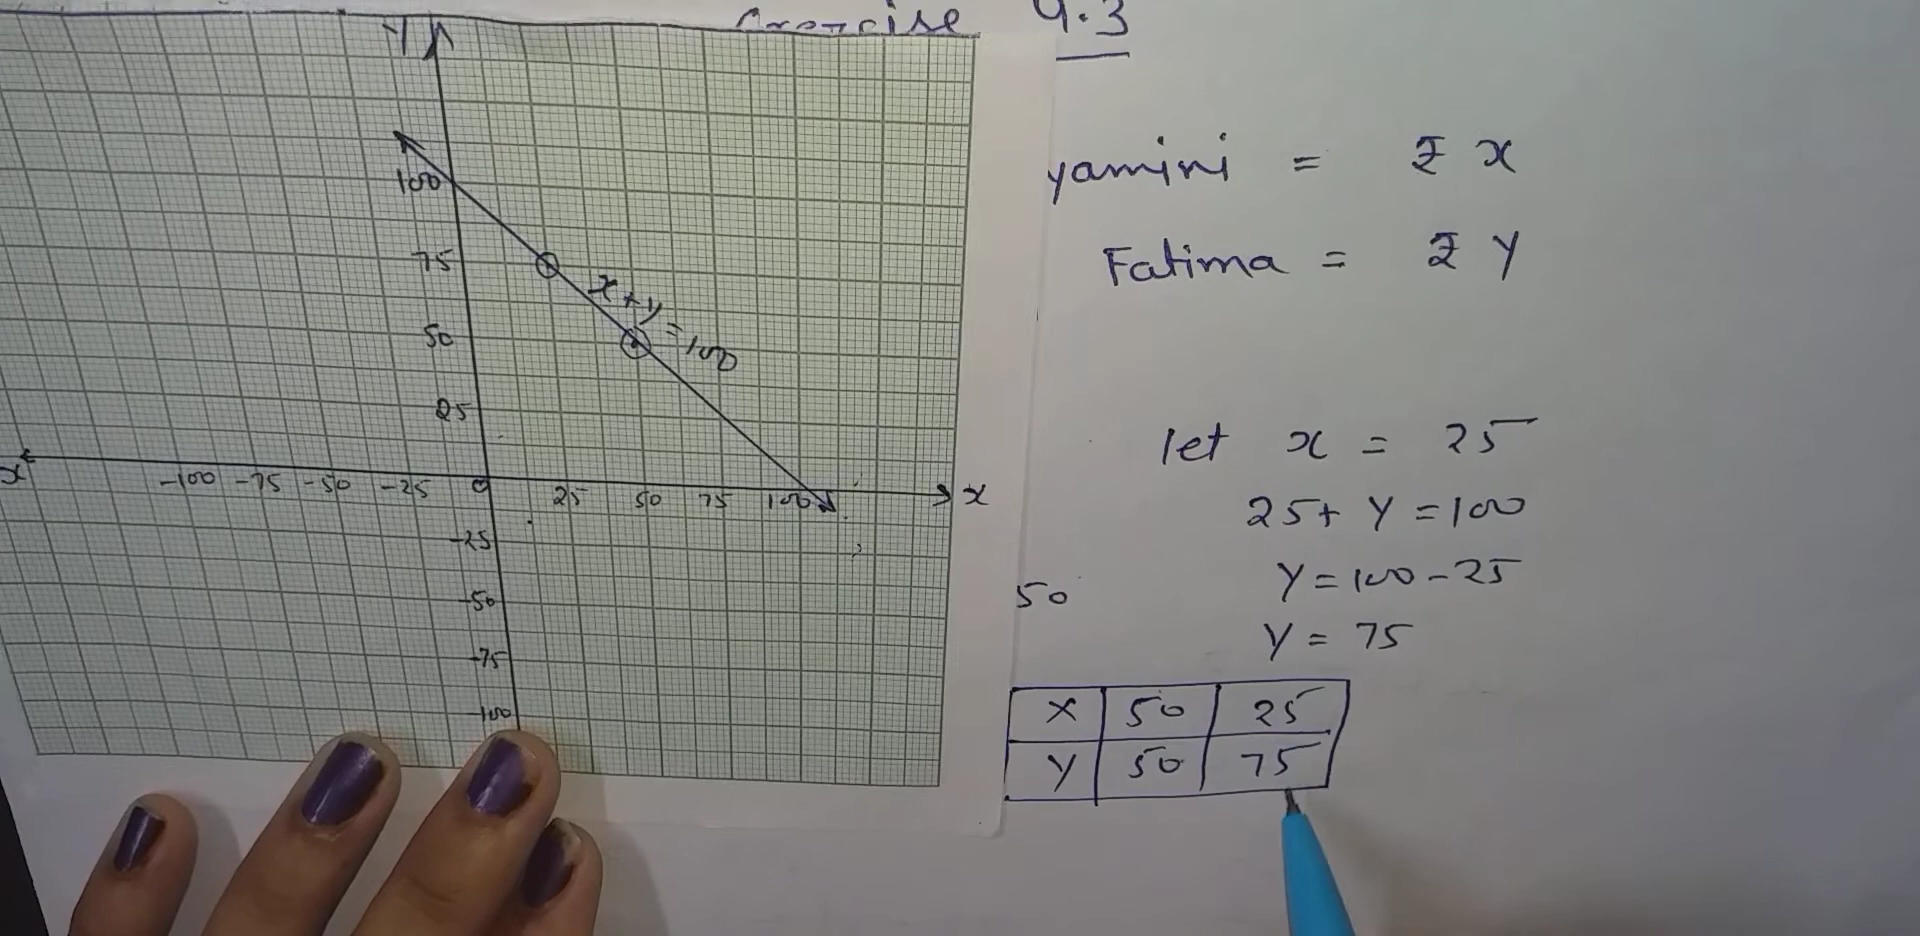 Exercise 4.3
yamini = ₹ x
Fatima = ₹ y
let x = 25
25 + y = 100
y = 100 - 25
50
y = 75
X 50 25
y 50 75
Y
100
75
x + y = 100
50
25
x -100 -75 -50 -25 0 25 50 75 100 x
-25
-50
-75
-100